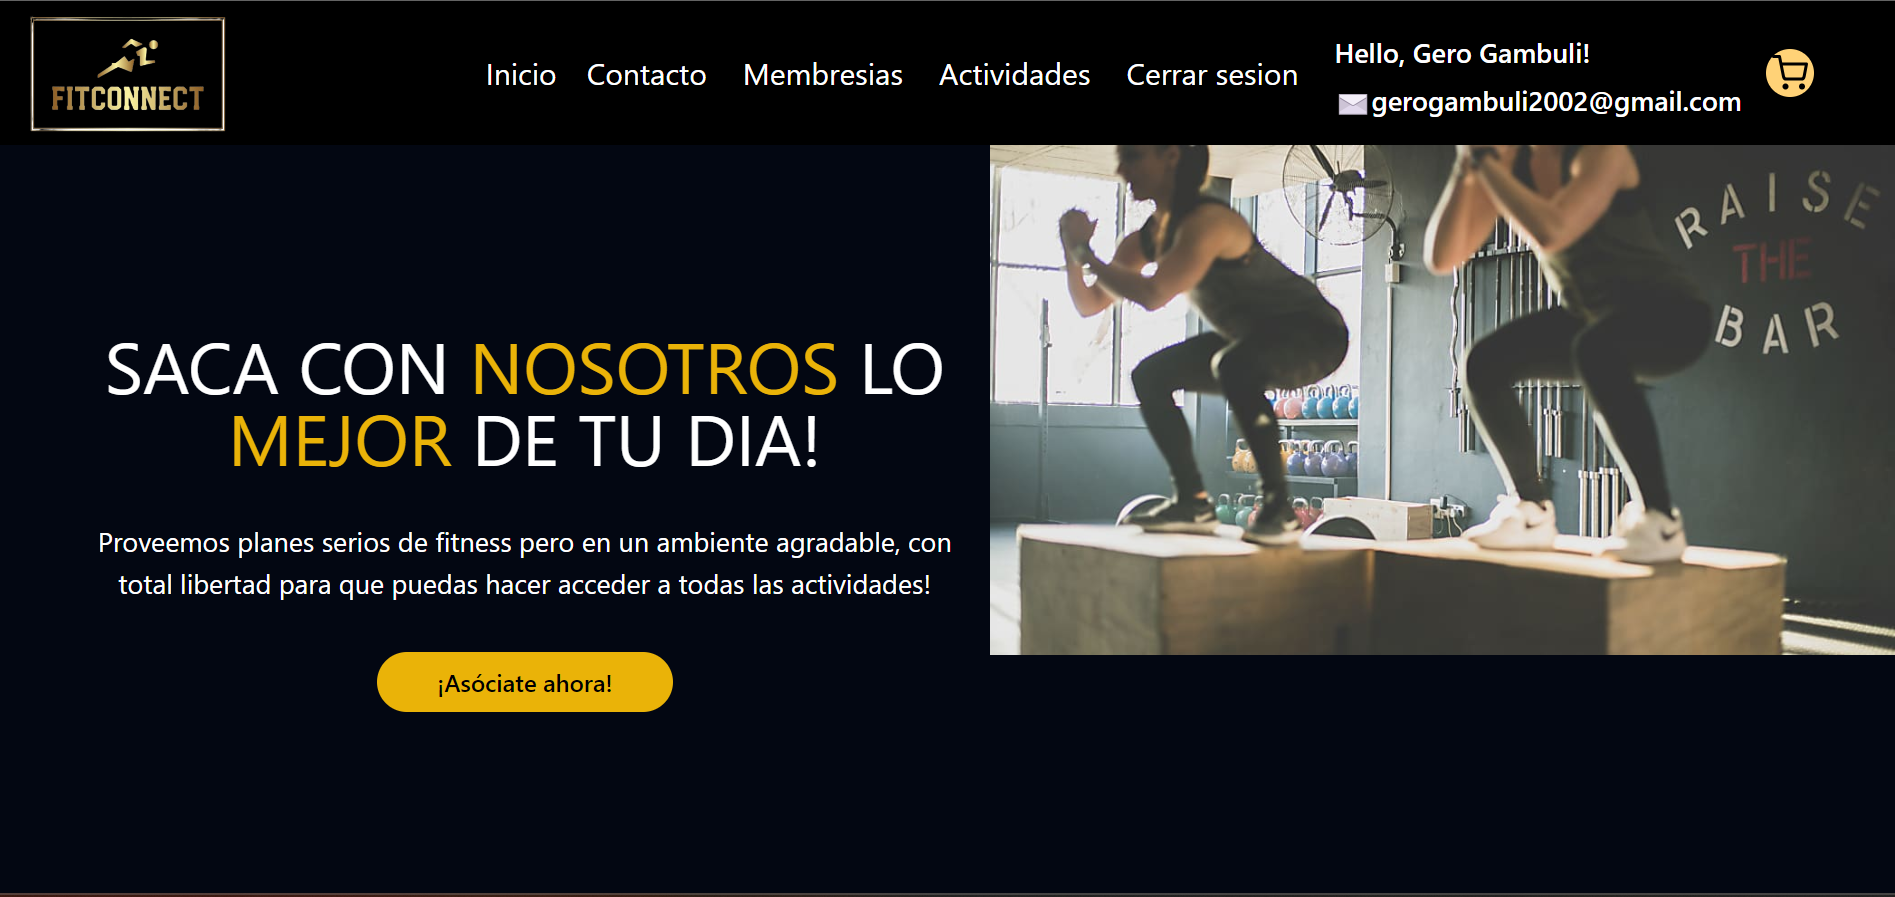 FITCONNECT
Inicio Contacto Membresias Actividades Cerrar sesion
Hello, Gero Gambuli!
gerogambuli2002@gmail.com
SACA CON NOSOTROS LO
MEJOR DE TU DIA!
Proveemos planes serios de fitness pero en un ambiente agradable, con
total libertad para que puedas hacer acceder a todas las actividades!
¡Asóciate ahora!
RAISE
THE
BAR